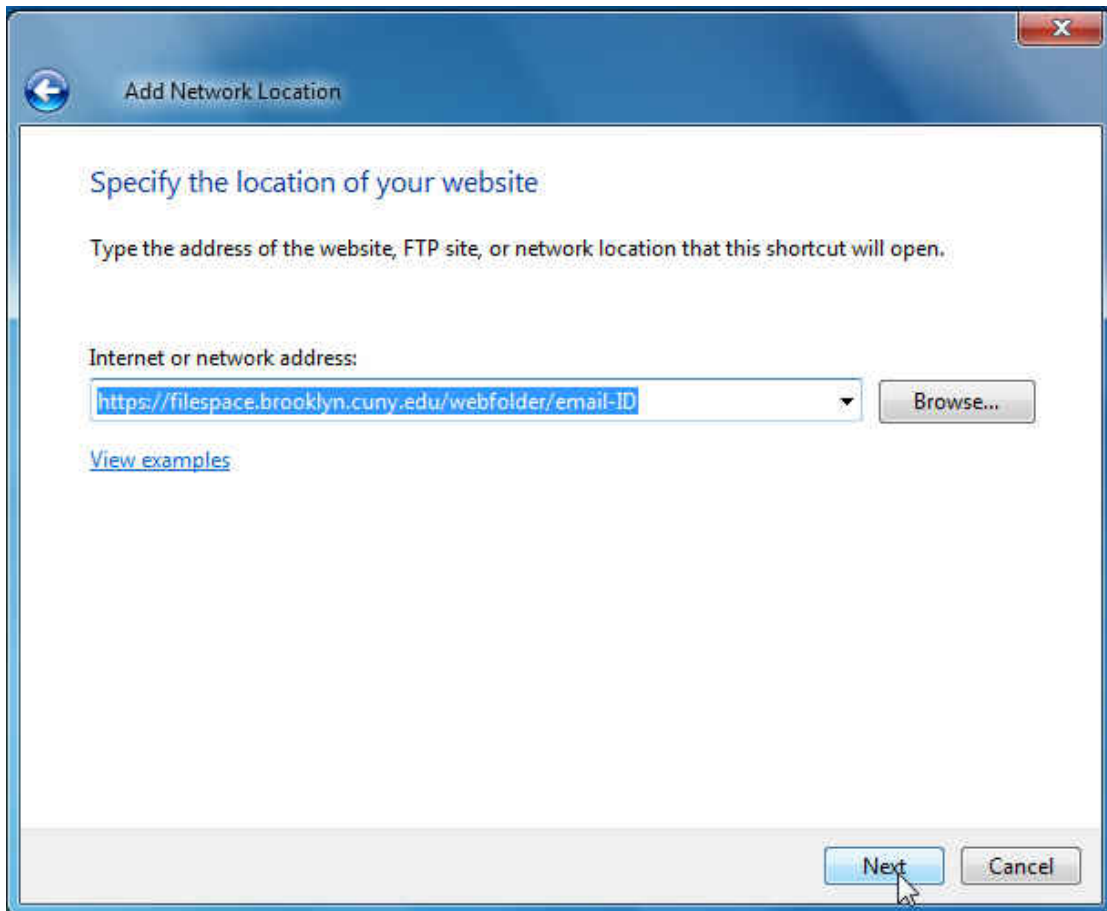 Add Network Location
Specify the location of your website
Type the address of the website, FTP site, or network location that this shortcut will open.
Internet or network address:
https://filespace.brooklyn.cuny.edu/webfolder/email-ID
Browse...
View examples
Next
Cancel